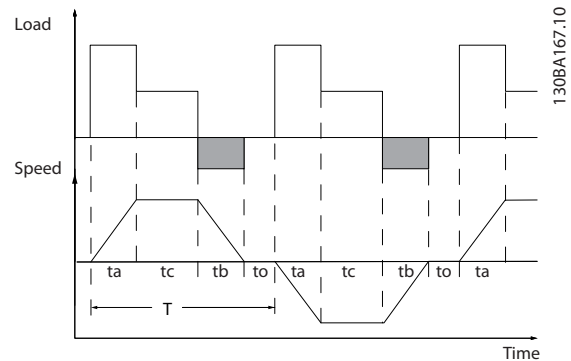 Load
130BA167.10
Speed
ta tc tb to ta tc tb to ta
T
Time